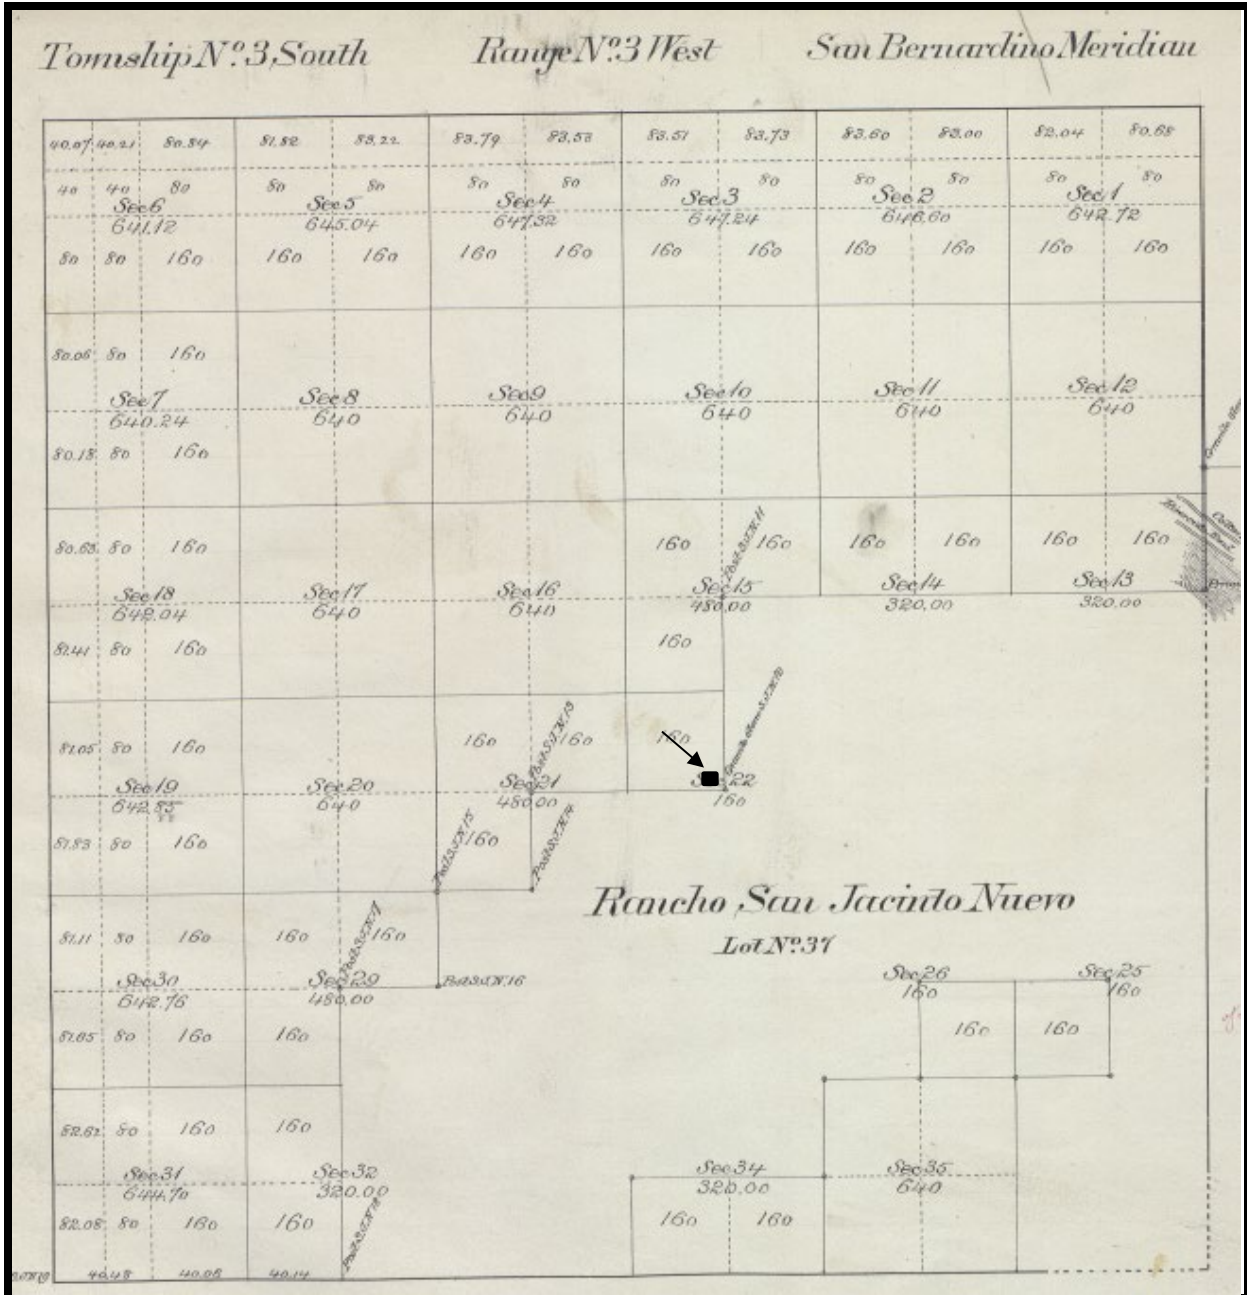 Township Nº. 3, South Range Nº. 3 West San Bernardino Meridian
40.07 40.21 80.84 81.82 83.22 83.79 83.53 83.51 83.73 83.60 83.00 82.04 80.68
40 40 80 80 80 80 80 80 80 80 80 80 80
Sec 6 Sec 5 Sec 4 Sec 3 Sec 2 Sec 1
641.12 645.04 647.32 647.24 646.60 642.72
80 80 160 160 160 160 160 160 160 160 160 160 160
80.06 80 160
Sec 7 Sec 8 Sec 9 Sec 10 Sec 11 Sec 12
640.24 640 640 640 640 640
80.18 80 160
80.63 80 160 160 160 160 160 160 160
Sec 18 Sec 17 Sec 16 Sec 15 Sec 14 Sec 13
642.04 640 640 480.00 320.00 320.00
81.41 80 160 160
81.05 80 160 160 160 160
Sec 19 Sec 20 Sec 21 22
642.85 640 480.00 160
81.83 80 160 160
Rancho San Jacinto Nuevo
Lot Nº. 37
81.11 80 160 160 160
Sec 30 Sec 29 Post S.J.N. 16 Sec 26 Sec 25
642.76 480.00 160 160
81.65 80 160 160 160 160
82.62 80 160 160
Sec 31 Sec 32 Sec 34 Sec 35
644.70 320.00 320.00 640
82.08 80 160 160 160 160
40.48 40.06 40.14